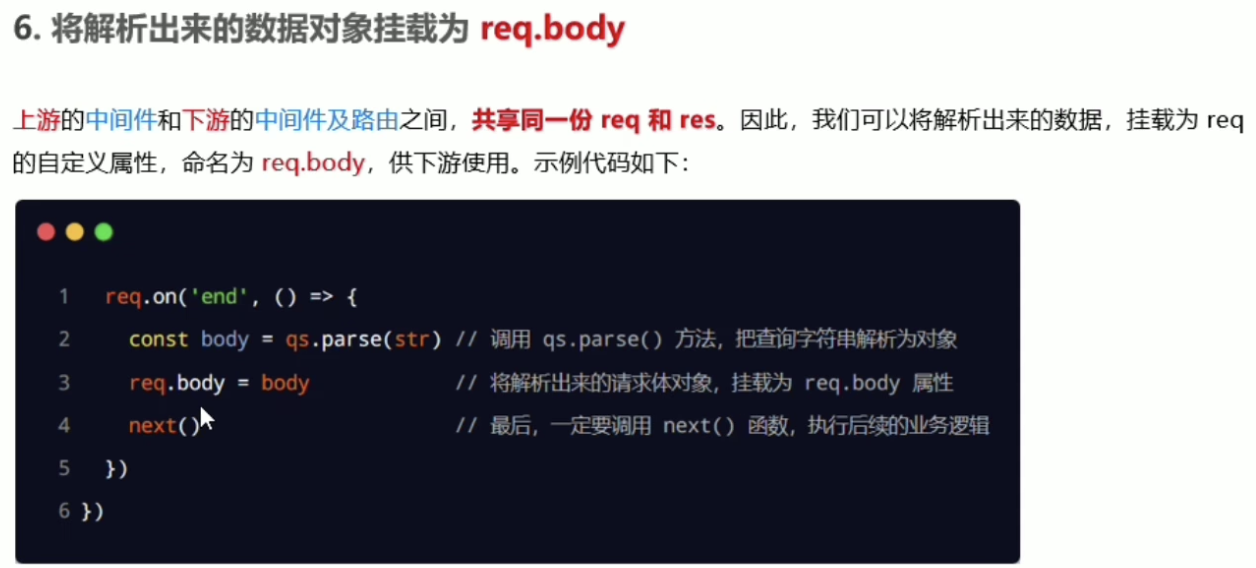 6. 将解析出来的数据对象挂载为 req.body
上游的中间件和下游的中间件及路由之间，共享同一份 req 和 res。因此，我们可以将解析出来的数据，挂载为 req
的自定义属性，命名为 req.body，供下游使用。示例代码如下：
1 req.on('end', () => {
2 const body = qs.parse(str) // 调用 qs.parse() 方法，把查询字符串解析为对象
3 req.body = body // 将解析出来的请求体对象，挂载为 req.body 属性
4 next() // 最后，一定要调用 next() 函数，执行后续的业务逻辑
5 })
6 })